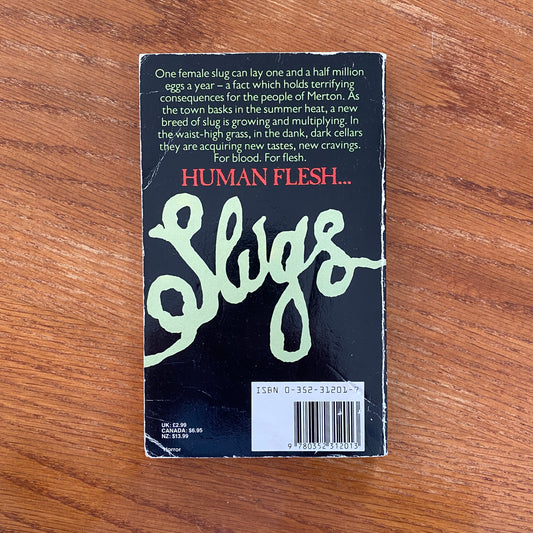 One female slug can lay one and a half million
eggs a year – a fact which holds terrifying
consequences for the people of Merton. As
the town basks in the summer heat, a new
breed of slug is growing and multiplying. In
the waist-high grass, in the dank, dark cellars
they are acquiring new tastes, new cravings.
For blood. For flesh.
HUMAN FLESH...
Slugs
ISBN 0-352-31201-7
9 780352 312013
UK: £2.99
CANADA: $6.95
NZ: $13.99
Horror